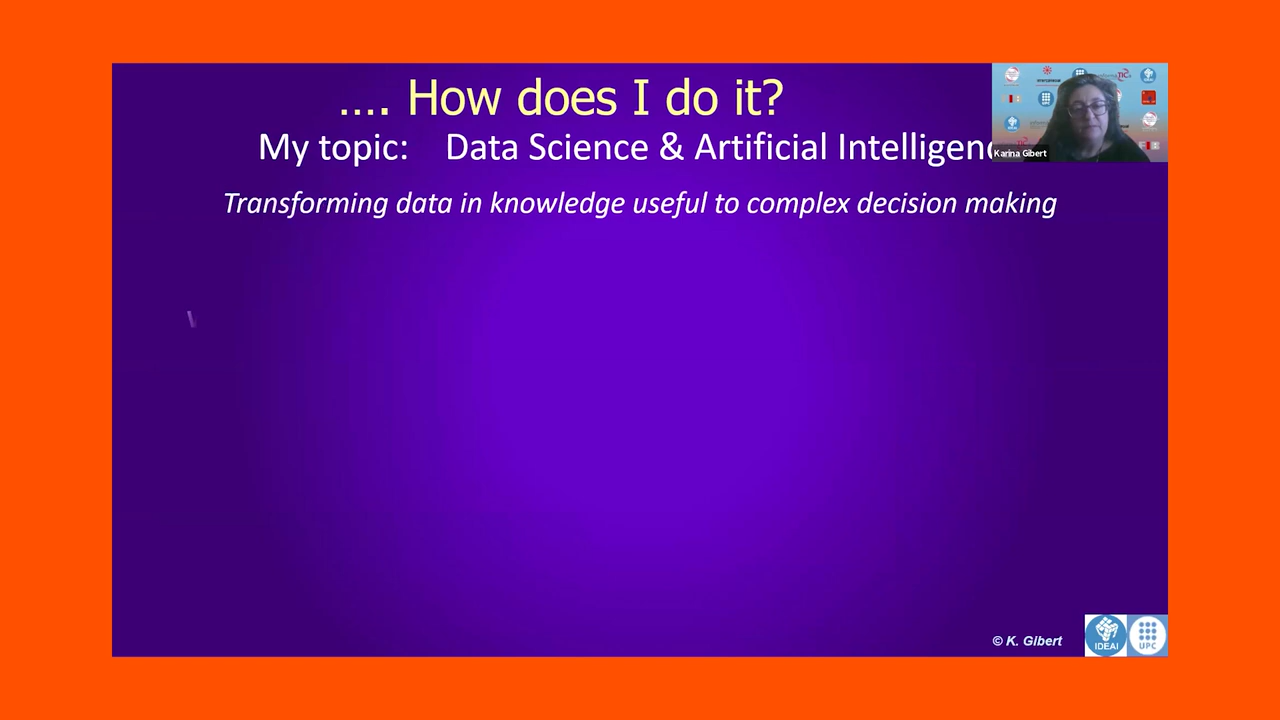 .... How does I do it?
My topic: Data Science & Artificial Intelligenc
Karina Gibert
Transforming data in knowledge useful to complex decision making
© K. Gibert
IDEAI
UPC